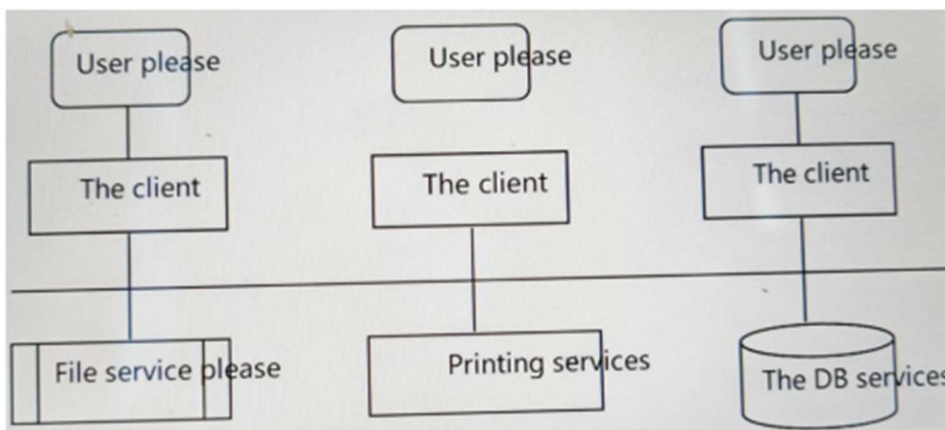 User please
User please
User please
The client
The client
The client
File service please
Printing services
The DB services